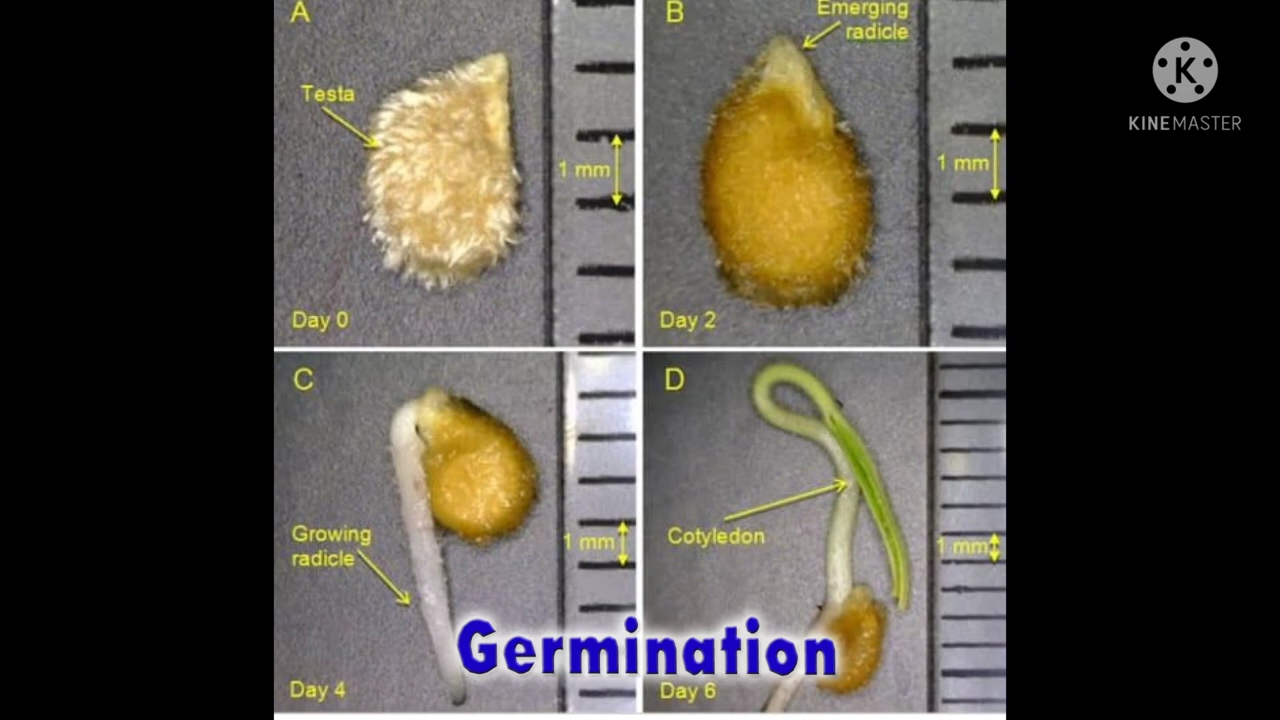 A
Testa
1 mm
Day 0
B
Emerging
radicle
1 mm
Day 2
C
Growing
radicle
1 mm
Day 4
D
Cotyledon
1 mm
Day 6
Germination
K
KINEMASTER